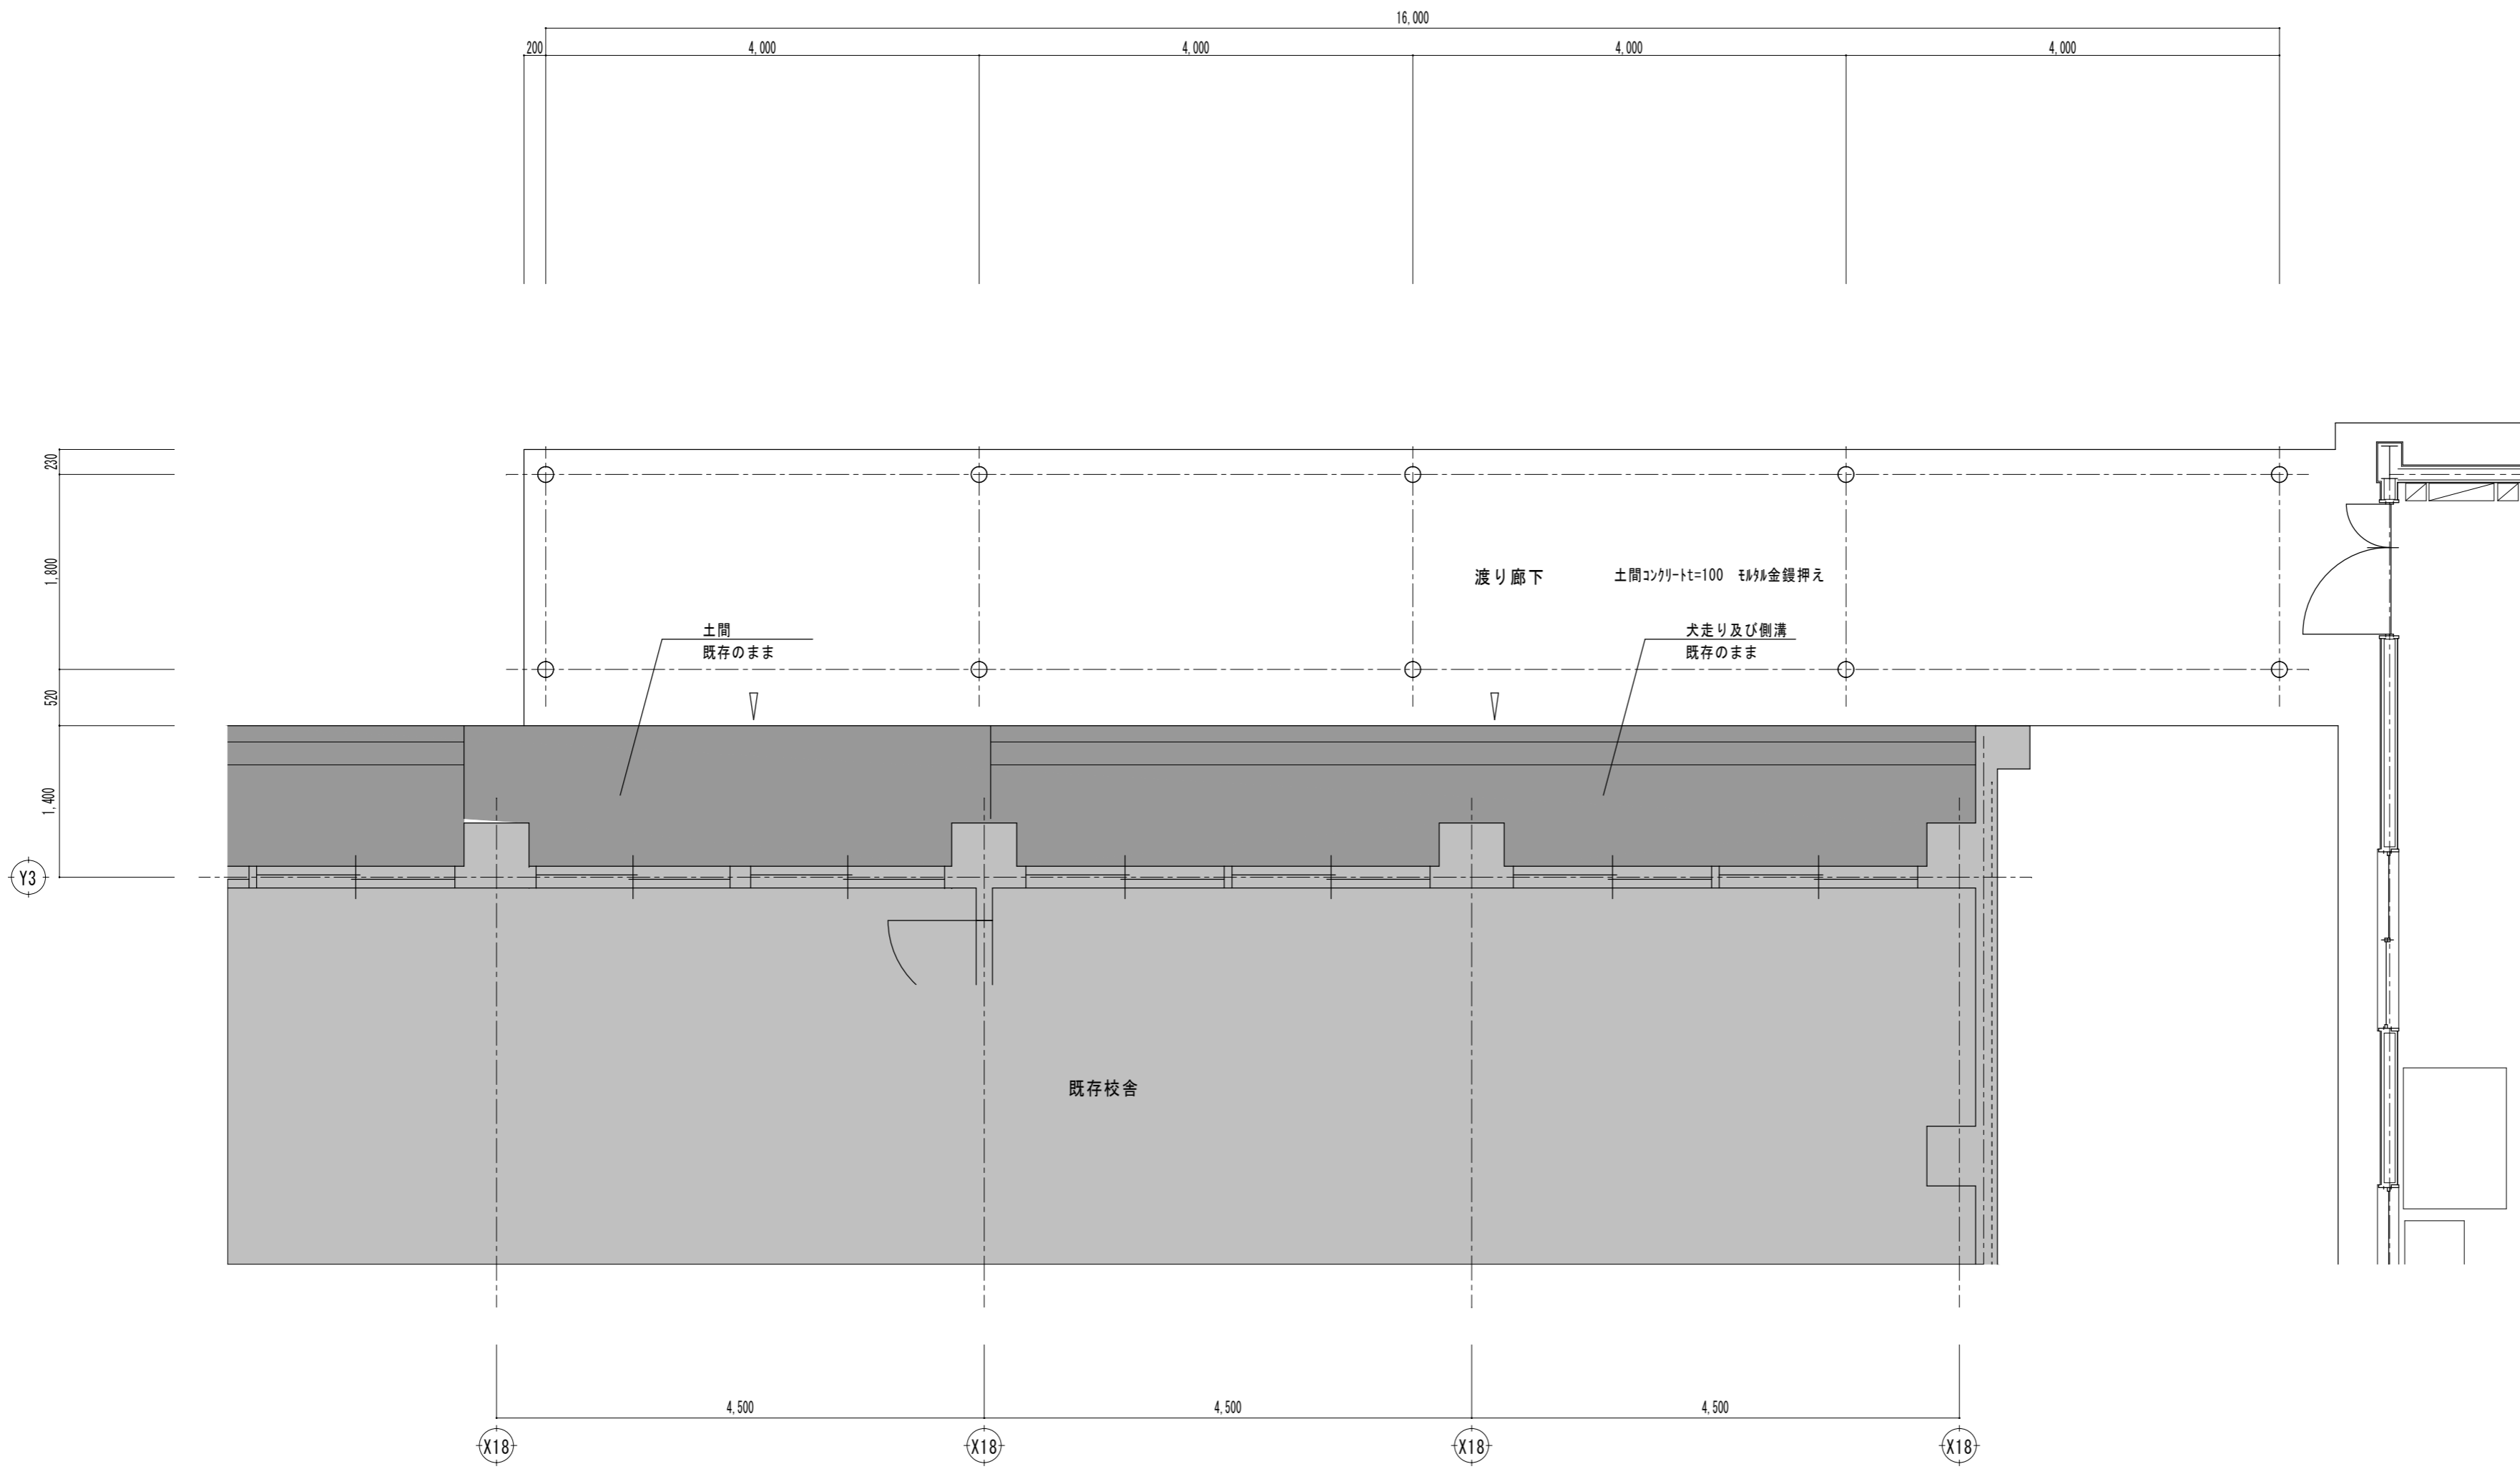 16,000
200
4,000
4,000
4,000
4,000
230
1,800
520
1,400
渡り廊下
土間コンクリートt=100 モルタル金鏝押え
土間
既存のまま
犬走り及び側溝
既存のまま
Y3
既存校舎
4,500
4,500
4,500
X18
X18
X18
X18